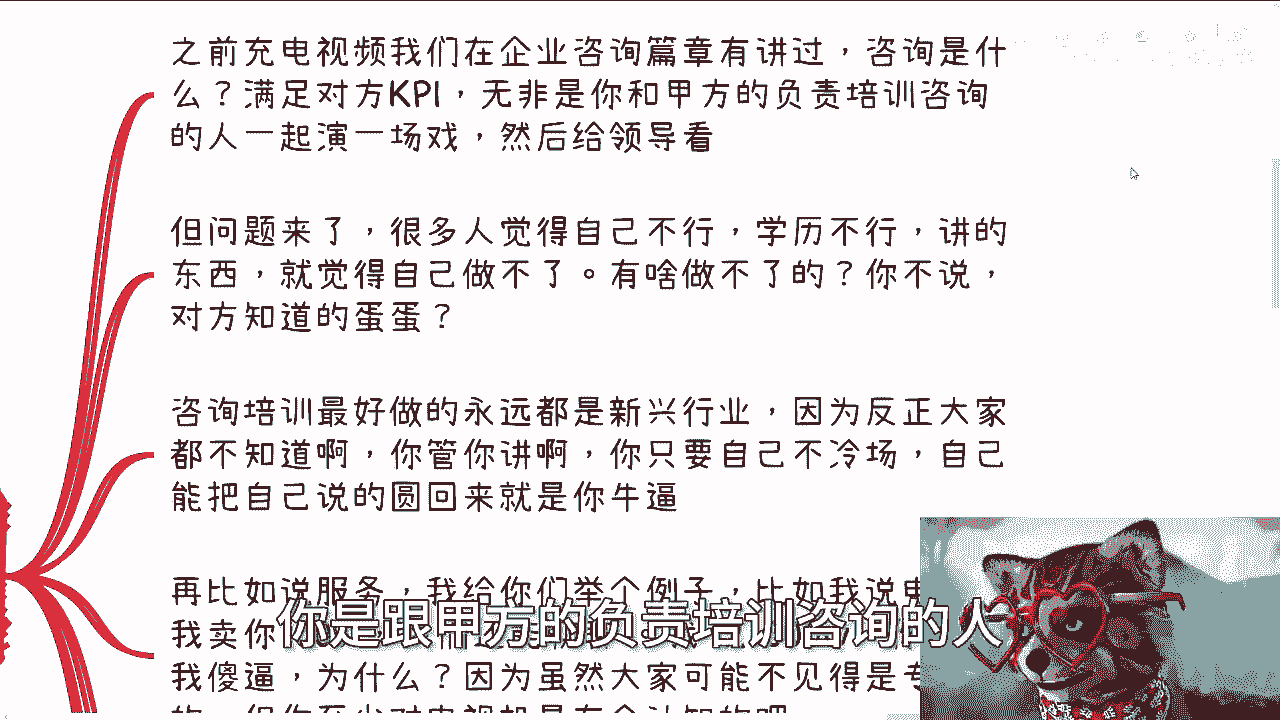 之前充电视频我们在企业咨询篇章有讲过，咨询是什
么？满足对方KPI，无非是你和甲方的负责培训咨询
的人一起演一场戏，然后给领导看
但问题来了，很多人觉得自己不行，学历不行，讲的
东西，就觉得自己做不了。有啥做不了的？你不说，
对方知道的蛋蛋？
咨询培训最好做的永远都是新兴行业，因为反正大家
都不知道啊，你管你讲啊，你只要自己不冷场，自己
能把自己说的圆回来就是你牛逼
再比如说服务，我给你们举个例子，比如我说电
我卖你
你是跟甲方的负责培训咨询的人
我傻逼，为什么？因为虽然大家可能不见得是专